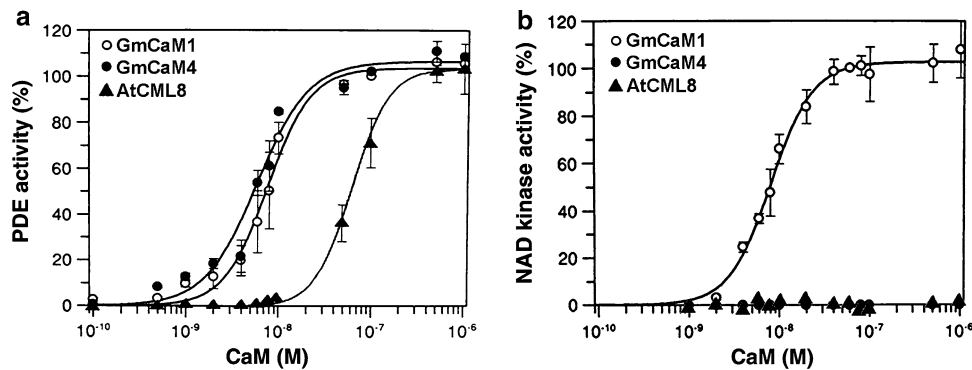 a
120
100
80
60
40
20
0
PDE activity (%)
GmCaM1
GmCaM4
AtCML8
10⁻¹⁰ 10⁻⁹ 10⁻⁸ 10⁻⁷ 10⁻⁶
CaM (M)
b
120
100
80
60
40
20
0
NAD kinase activity (%)
GmCaM1
GmCaM4
AtCML8
10⁻¹⁰ 10⁻⁹ 10⁻⁸ 10⁻⁷ 10⁻⁶
CaM (M)